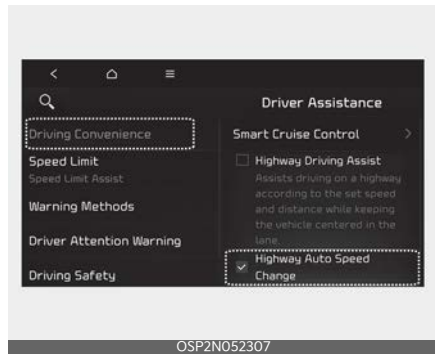 Driver Assistance
Driving Convenience
Speed Limit
Speed Limit Assist
Warning Methods
Driver Attention Warning
Driving Safety
Smart Cruise Control
Highway Driving Assist
Assists driving on a highway
according to the set speed
and distance while keeping
the vehicle centered in the
lane.
Highway Auto Speed
Change
OSP2N052307